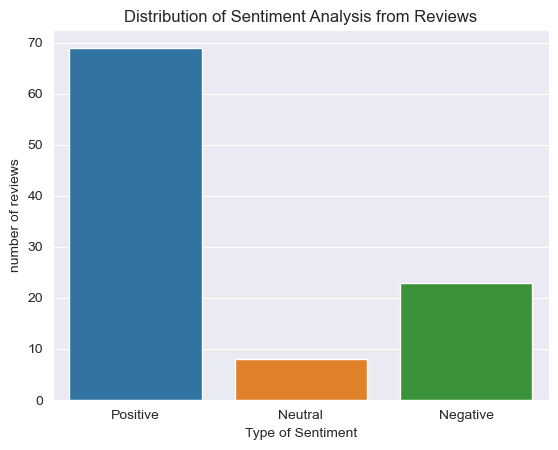 Distribution of Sentiment Analysis from Reviews
70
60
50
40
30
20
10
0
number of reviews
Positive Neutral Negative
Type of Sentiment